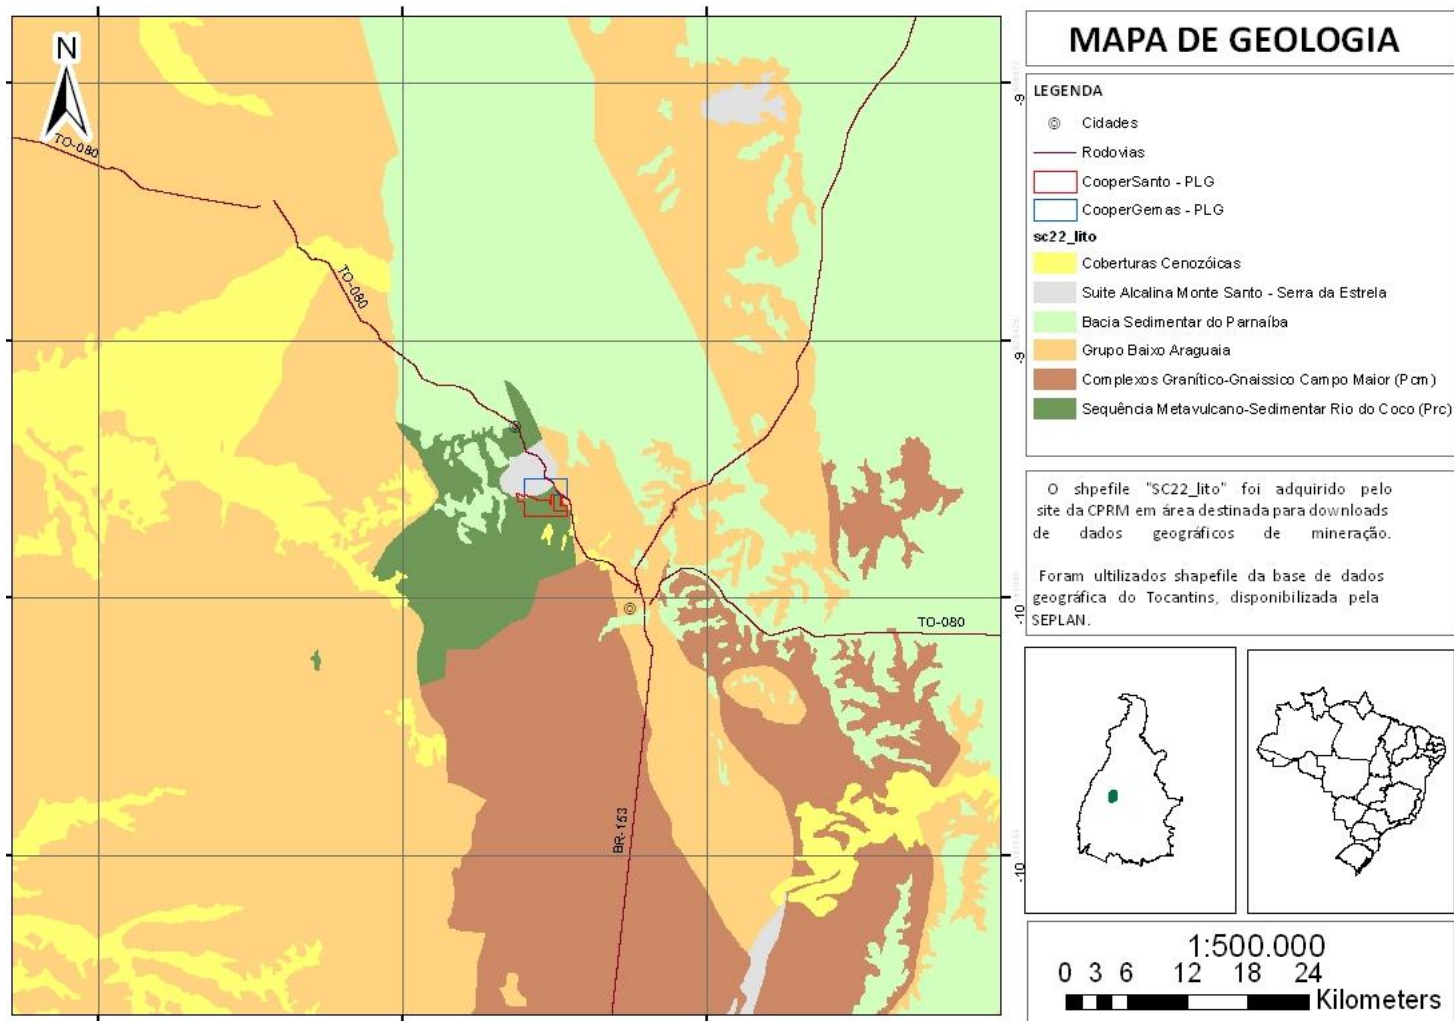 MAPA DE GEOLOGIA
N
TO-080
TO-080
TO-080
BR-153
-9
-9
-10
-10
LEGENDA
Cidades
Rodovias
CooperSanto - PLG
CooperGemas - PLG
sc22_lito
Coberturas Cenozóicas
Suite Alcalina Monte Santo - Serra da Estrela
Bacia Sedimentar do Parnaíba
Grupo Baixo Araguaia
Complexos Granítico-Gnaissico Campo Maior (Pcm)
Sequência Metavulcano-Sedimentar Rio do Coco (Prc)
O shpefile "SC22_lito" foi adquirido pelo
site da CPRM em área destinada para downloads
de dados geográficos de mineração.
Foram ultilizados shapefile da base de dados
geográfica do Tocantins, disponibilizada pela
SEPLAN.
1:500.000
0 3 6 12 18 24
Kilometers